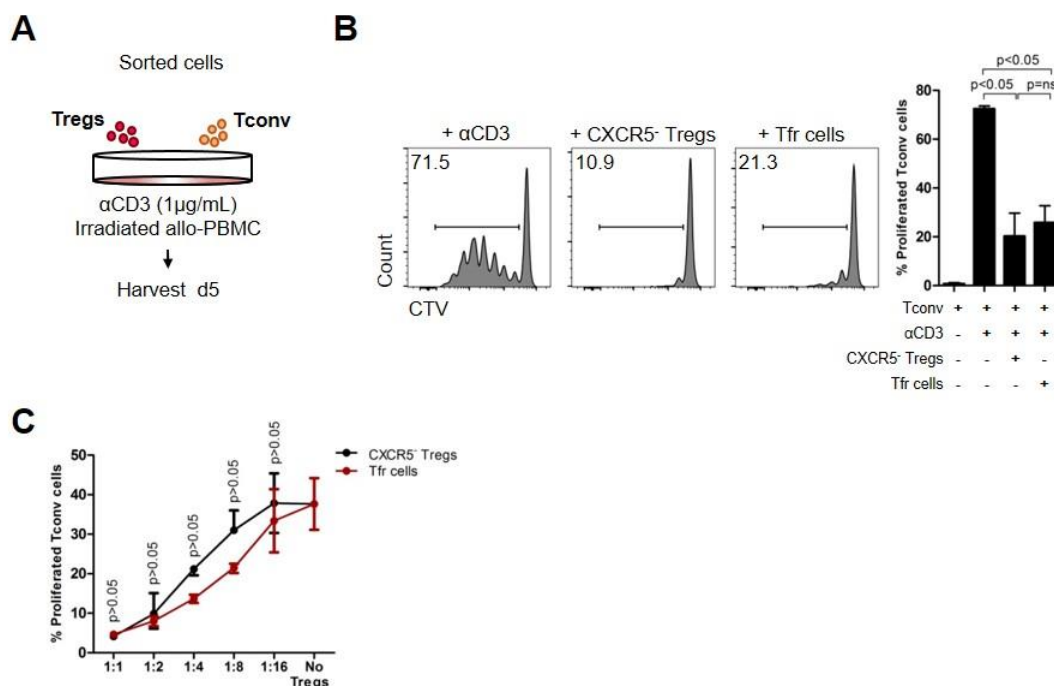 A
Sorted cells
Tregs
Tconv
αCD3 (1µg/mL)
Irradiated allo-PBMC
Harvest d5
B
+ αCD3
+ CXCR5- Tregs
+ Tfr cells
71.5
10.9
21.3
Count
CTV
p<0.05
p<0.05
p=ns
% Proliferated Tconv cells
80
60
40
20
0
Tconv + + + +
αCD3 - + + +
CXCR5- Tregs - - + -
Tfr cells - - - +
C
% Proliferated Tconv cells
50
40
30
20
10
0
p>0.05
p>0.05
p>0.05
p>0.05
p>0.05
CXCR5- Tregs
Tfr cells
1:1 1:2 1:4 1:8 1:16 No
Tregs